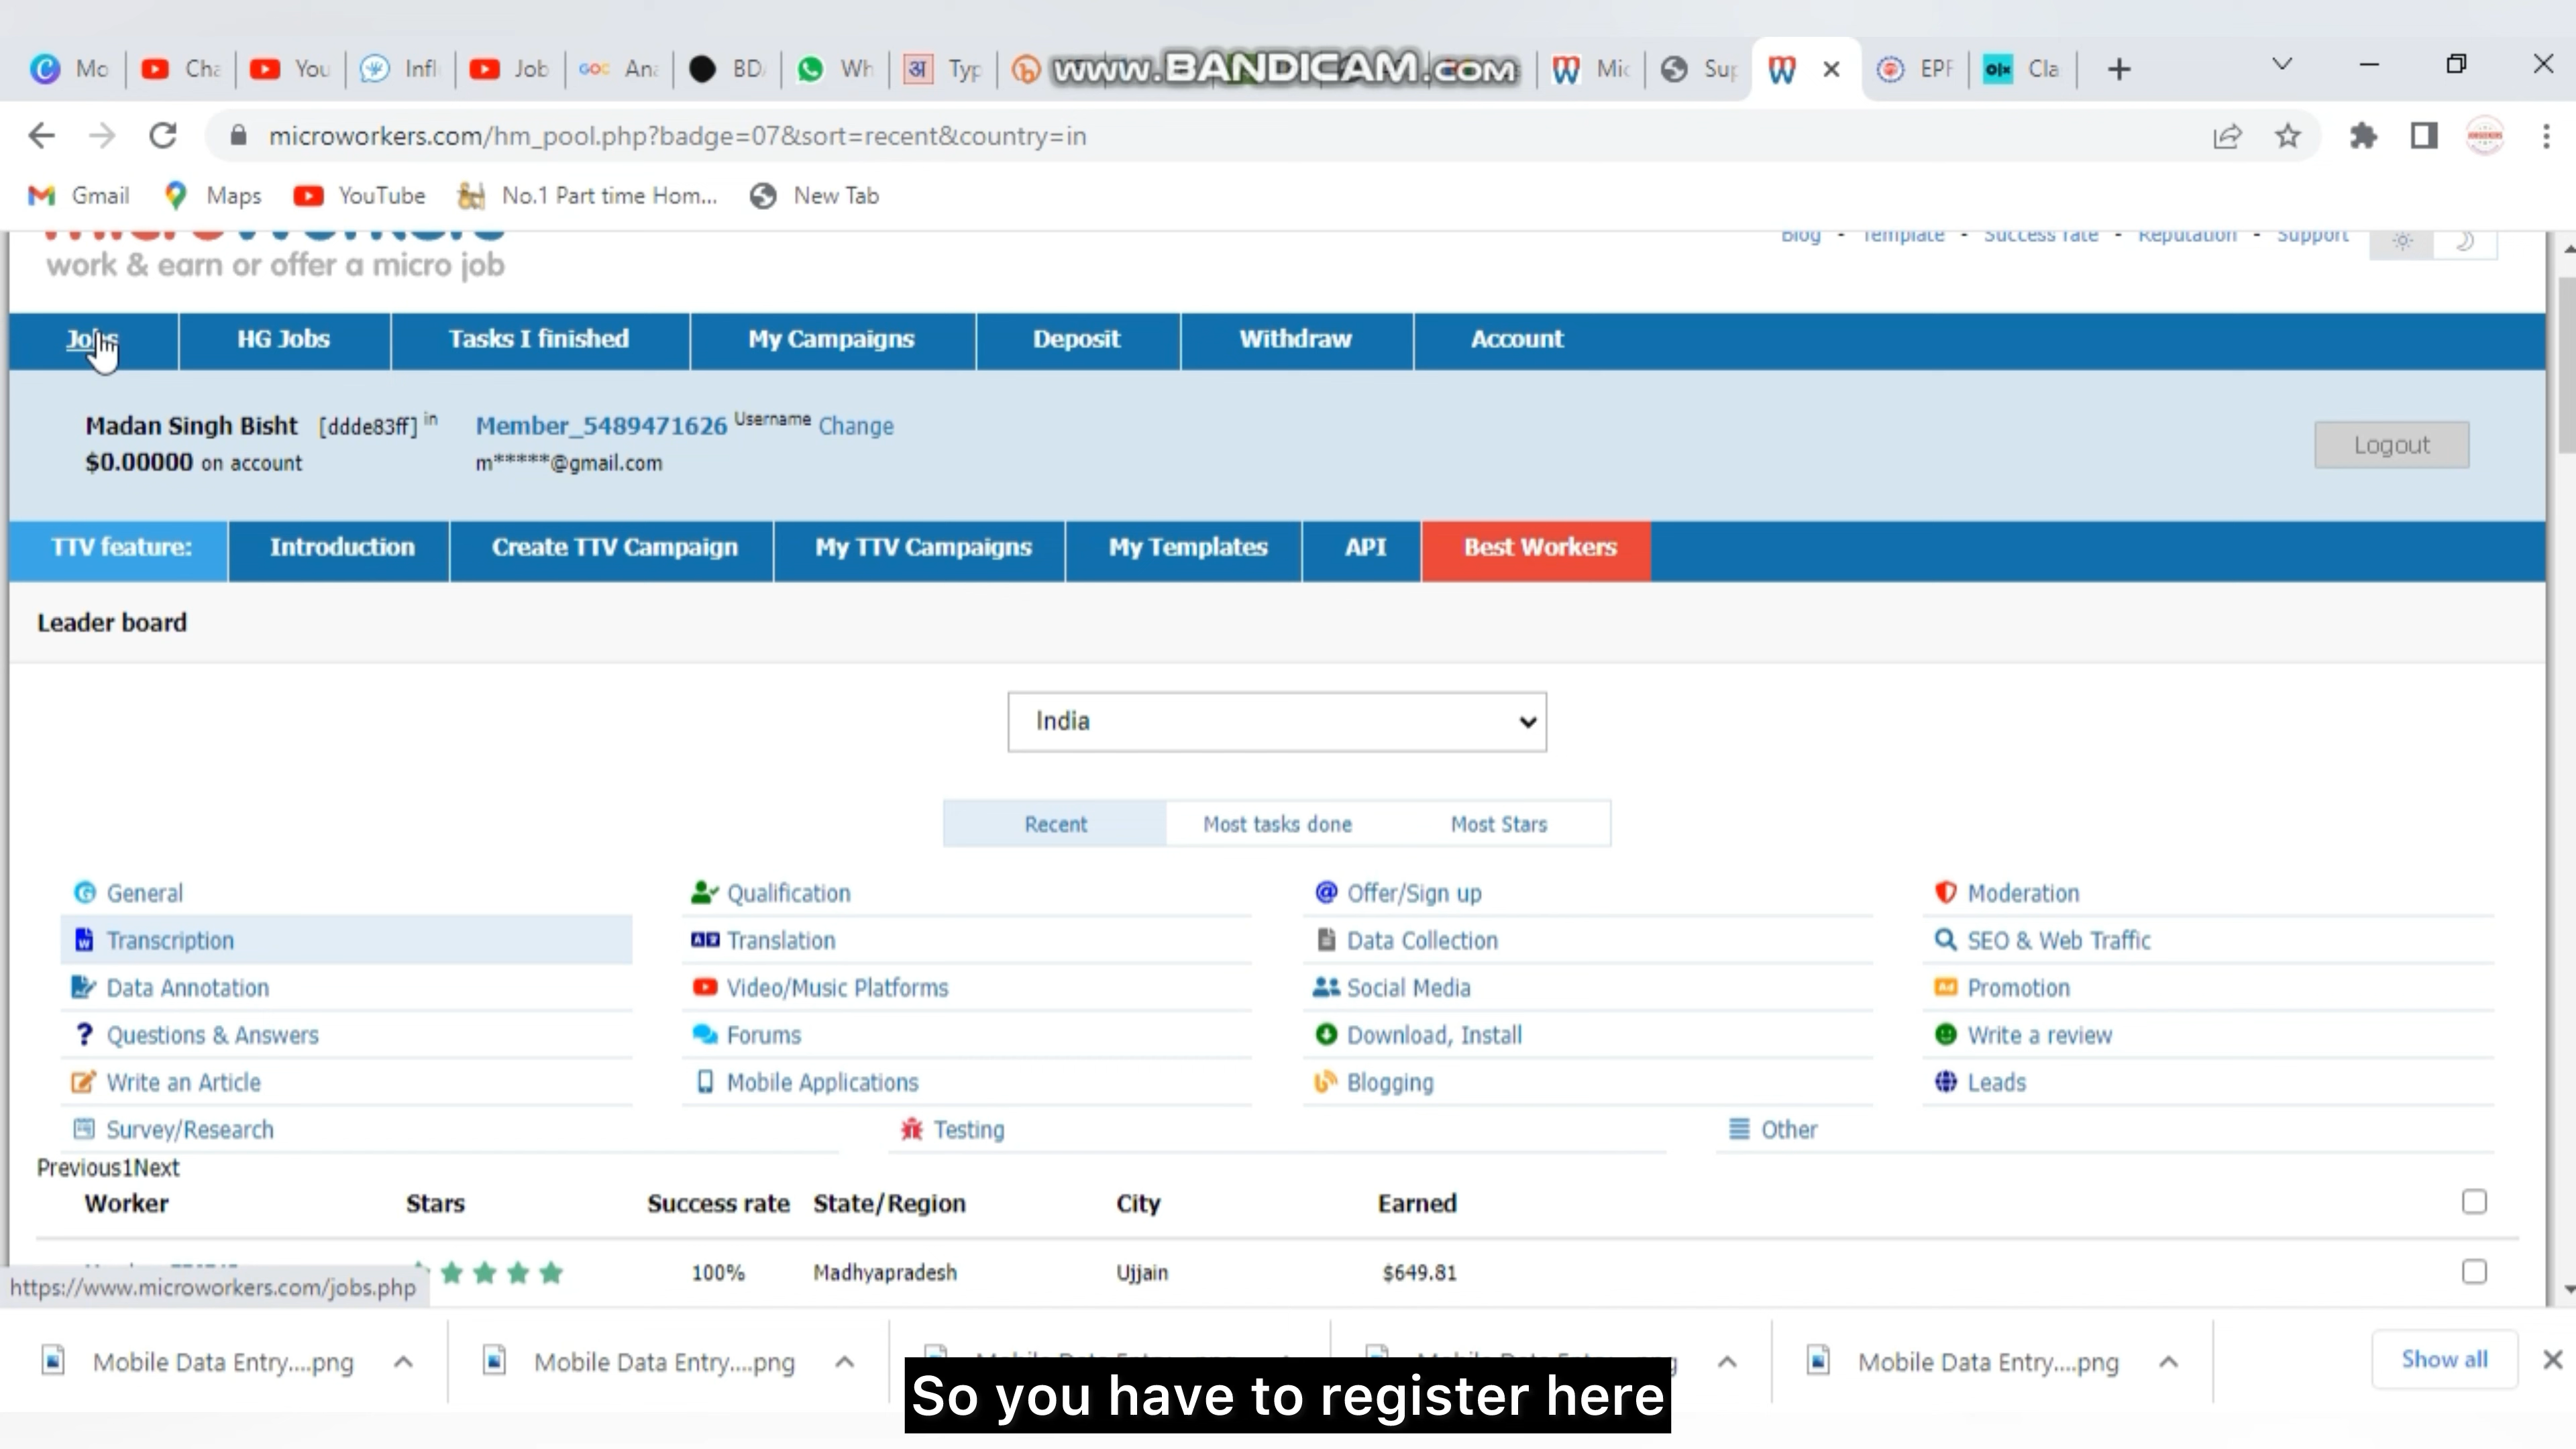 Mo Cha You Infl Job GOC Ana BD Wh अ Typ www.BANDICAM.com Mic Sup EPF olx Cla
microworkers.com/hm_pool.php?badge=07&sort=recent&country=in
Gmail Maps YouTube No.1 Part time Hom... New Tab
work & earn or offer a micro job
Blog - Template - Success rate - Reputation - Support
Jobs HG Jobs Tasks I finished My Campaigns Deposit Withdraw Account
Madan Singh Bisht [ddde83ff] in Member_5489471626 Username Change
$0.00000 on account m*****@gmail.com
Logout
TTV feature: Introduction Create TTV Campaign My TTV Campaigns My Templates API Best Workers
Leader board
India
Recent Most tasks done Most Stars
General Qualification Offer/Sign up Moderation
Transcription Translation Data Collection SEO & Web Traffic
Data Annotation Video/Music Platforms Social Media Promotion
Questions & Answers Forums Download, Install Write a review
Write an Article Mobile Applications Blogging Leads
Survey/Research Testing Other
Previous1Next
Worker Stars Success rate State/Region City Earned
100% Madhyapradesh Ujjain $649.81
https://www.microworkers.com/jobs.php
Mobile Data Entry....png Mobile Data Entry....png Mobile Data Entry....png Show all
So you have to register here